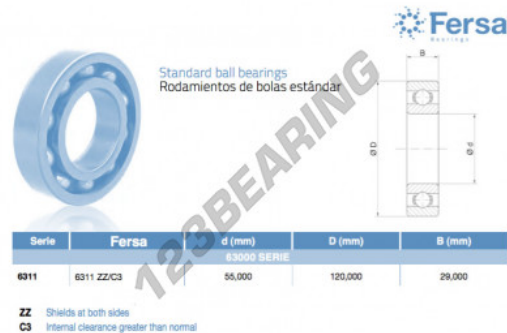 Fersa
Bearings
Standard ball bearings
Rodamientos de bolas estándar
B
Ø D
Ø d
123BEARING
Serie Fersa d (mm) D (mm) B (mm)
63000 SERIE
6311 6311 ZZ/C3 55,000 120,000 29,000
ZZ Shields at both sides
C3 Internal clearance greater than normal